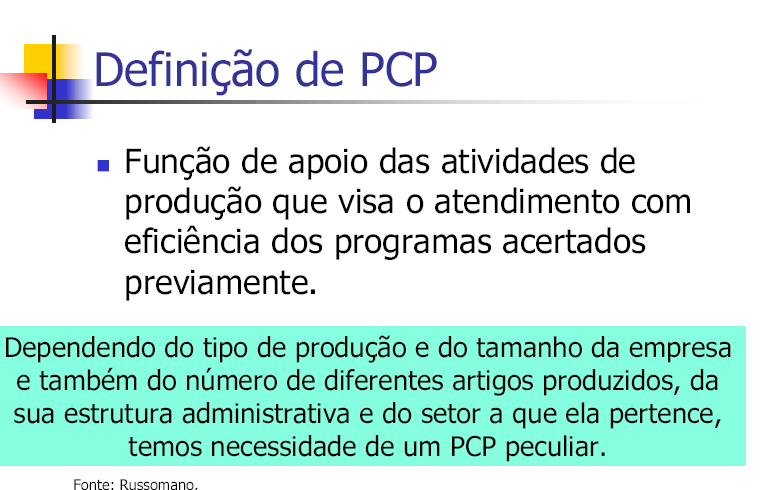 Definição de PCP
Função de apoio das atividades de
produção que visa o atendimento com
eficiência dos programas acertados
previamente.
Dependendo do tipo de produção e do tamanho da empresa
e também do número de diferentes artigos produzidos, da
sua estrutura administrativa e do setor a que ela pertence,
temos necessidade de um PCP peculiar.
Fonte: Russomano.